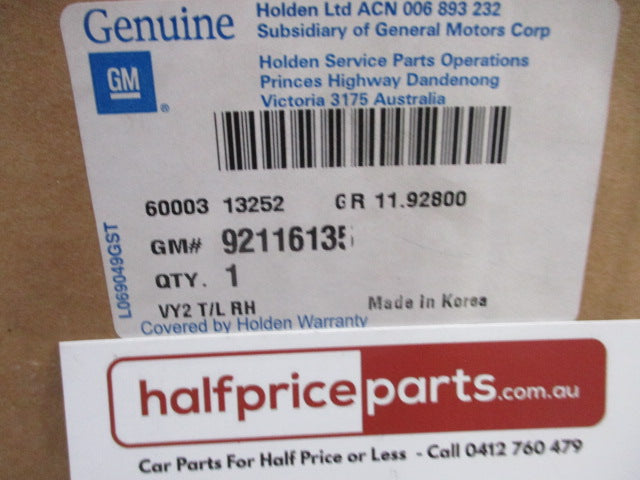 Genuine
Holden Ltd ACN 006 893 232
Subsidiary of General Motors Corp
GM
®
Holden Service Parts Operations
Princes Highway Dandenong
Victoria 3175 Australia
60003 13252 GR 11.92800
GM# 92116135
QTY. 1
VY2 T/L RH Made in Korea
Covered by Holden Warranty
L069049GST
halfpriceparts.com.au
Car Parts For Half Price or Less - Call 0412 760 479